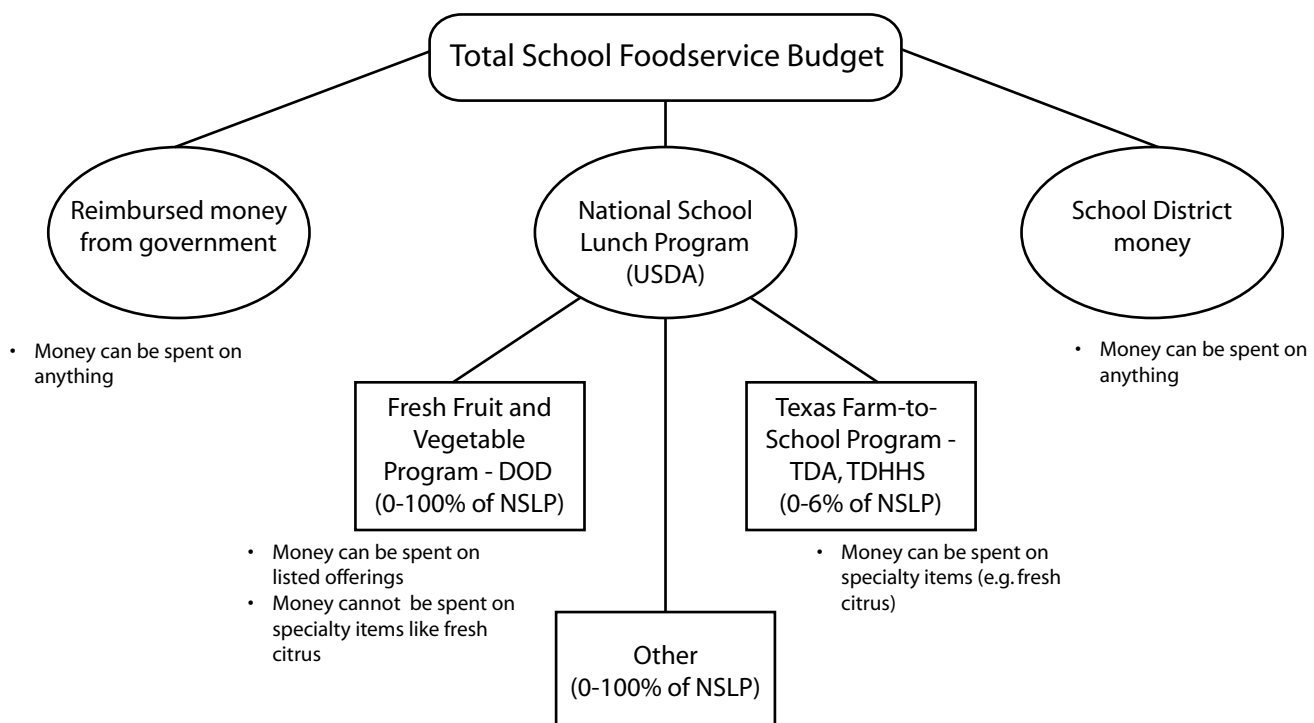 Total School Foodservice Budget
Reimbursed money
from government
National School
Lunch Program
(USDA)
School District
money
• Money can be spent on
anything
• Money can be spent on
anything
Fresh Fruit and
Vegetable
Program - DOD
(0-100% of NSLP)
Texas Farm-to-
School Program -
TDA, TDHHS
(0-6% of NSLP)
• Money can be spent on
listed offerings
• Money cannot be spent on
specialty items like fresh
citrus
• Money can be spent on
specialty items (e.g. fresh
citrus)
Other
(0-100% of NSLP)